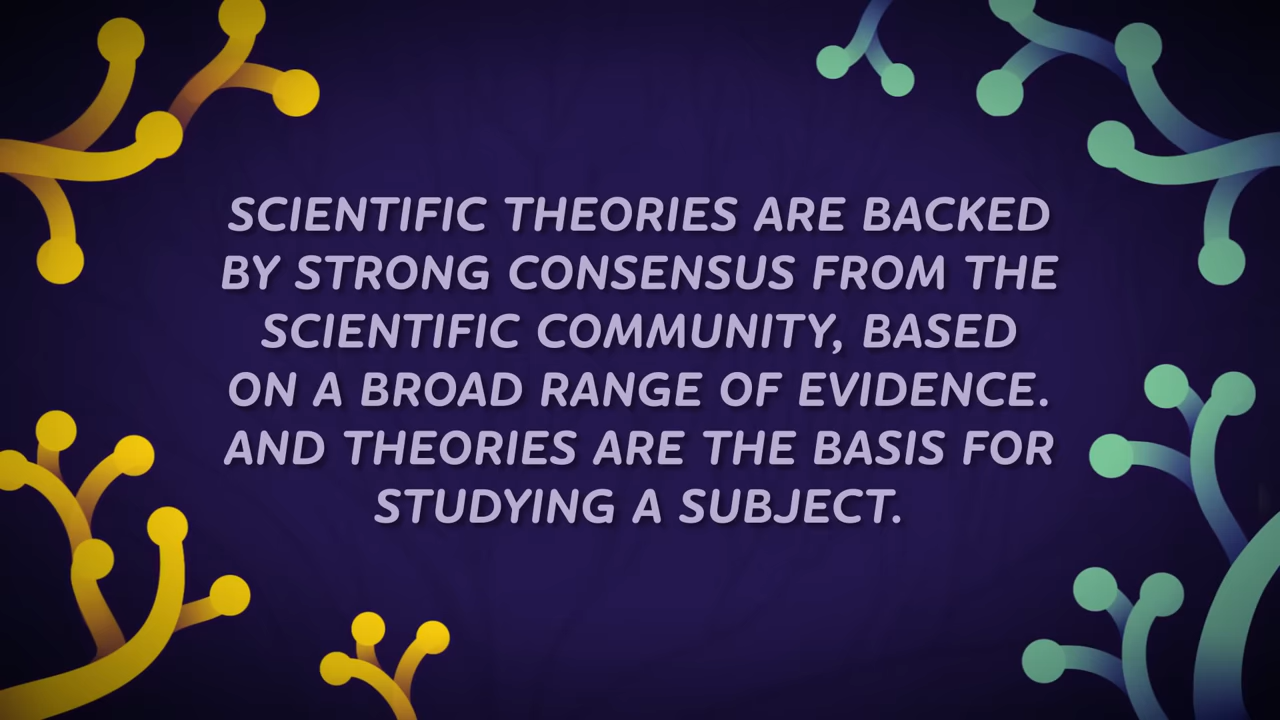 SCIENTIFIC THEORIES ARE BACKED
BY STRONG CONSENSUS FROM THE
SCIENTIFIC COMMUNITY, BASED
ON A BROAD RANGE OF EVIDENCE.
AND THEORIES ARE THE BASIS FOR
STUDYING A SUBJECT.